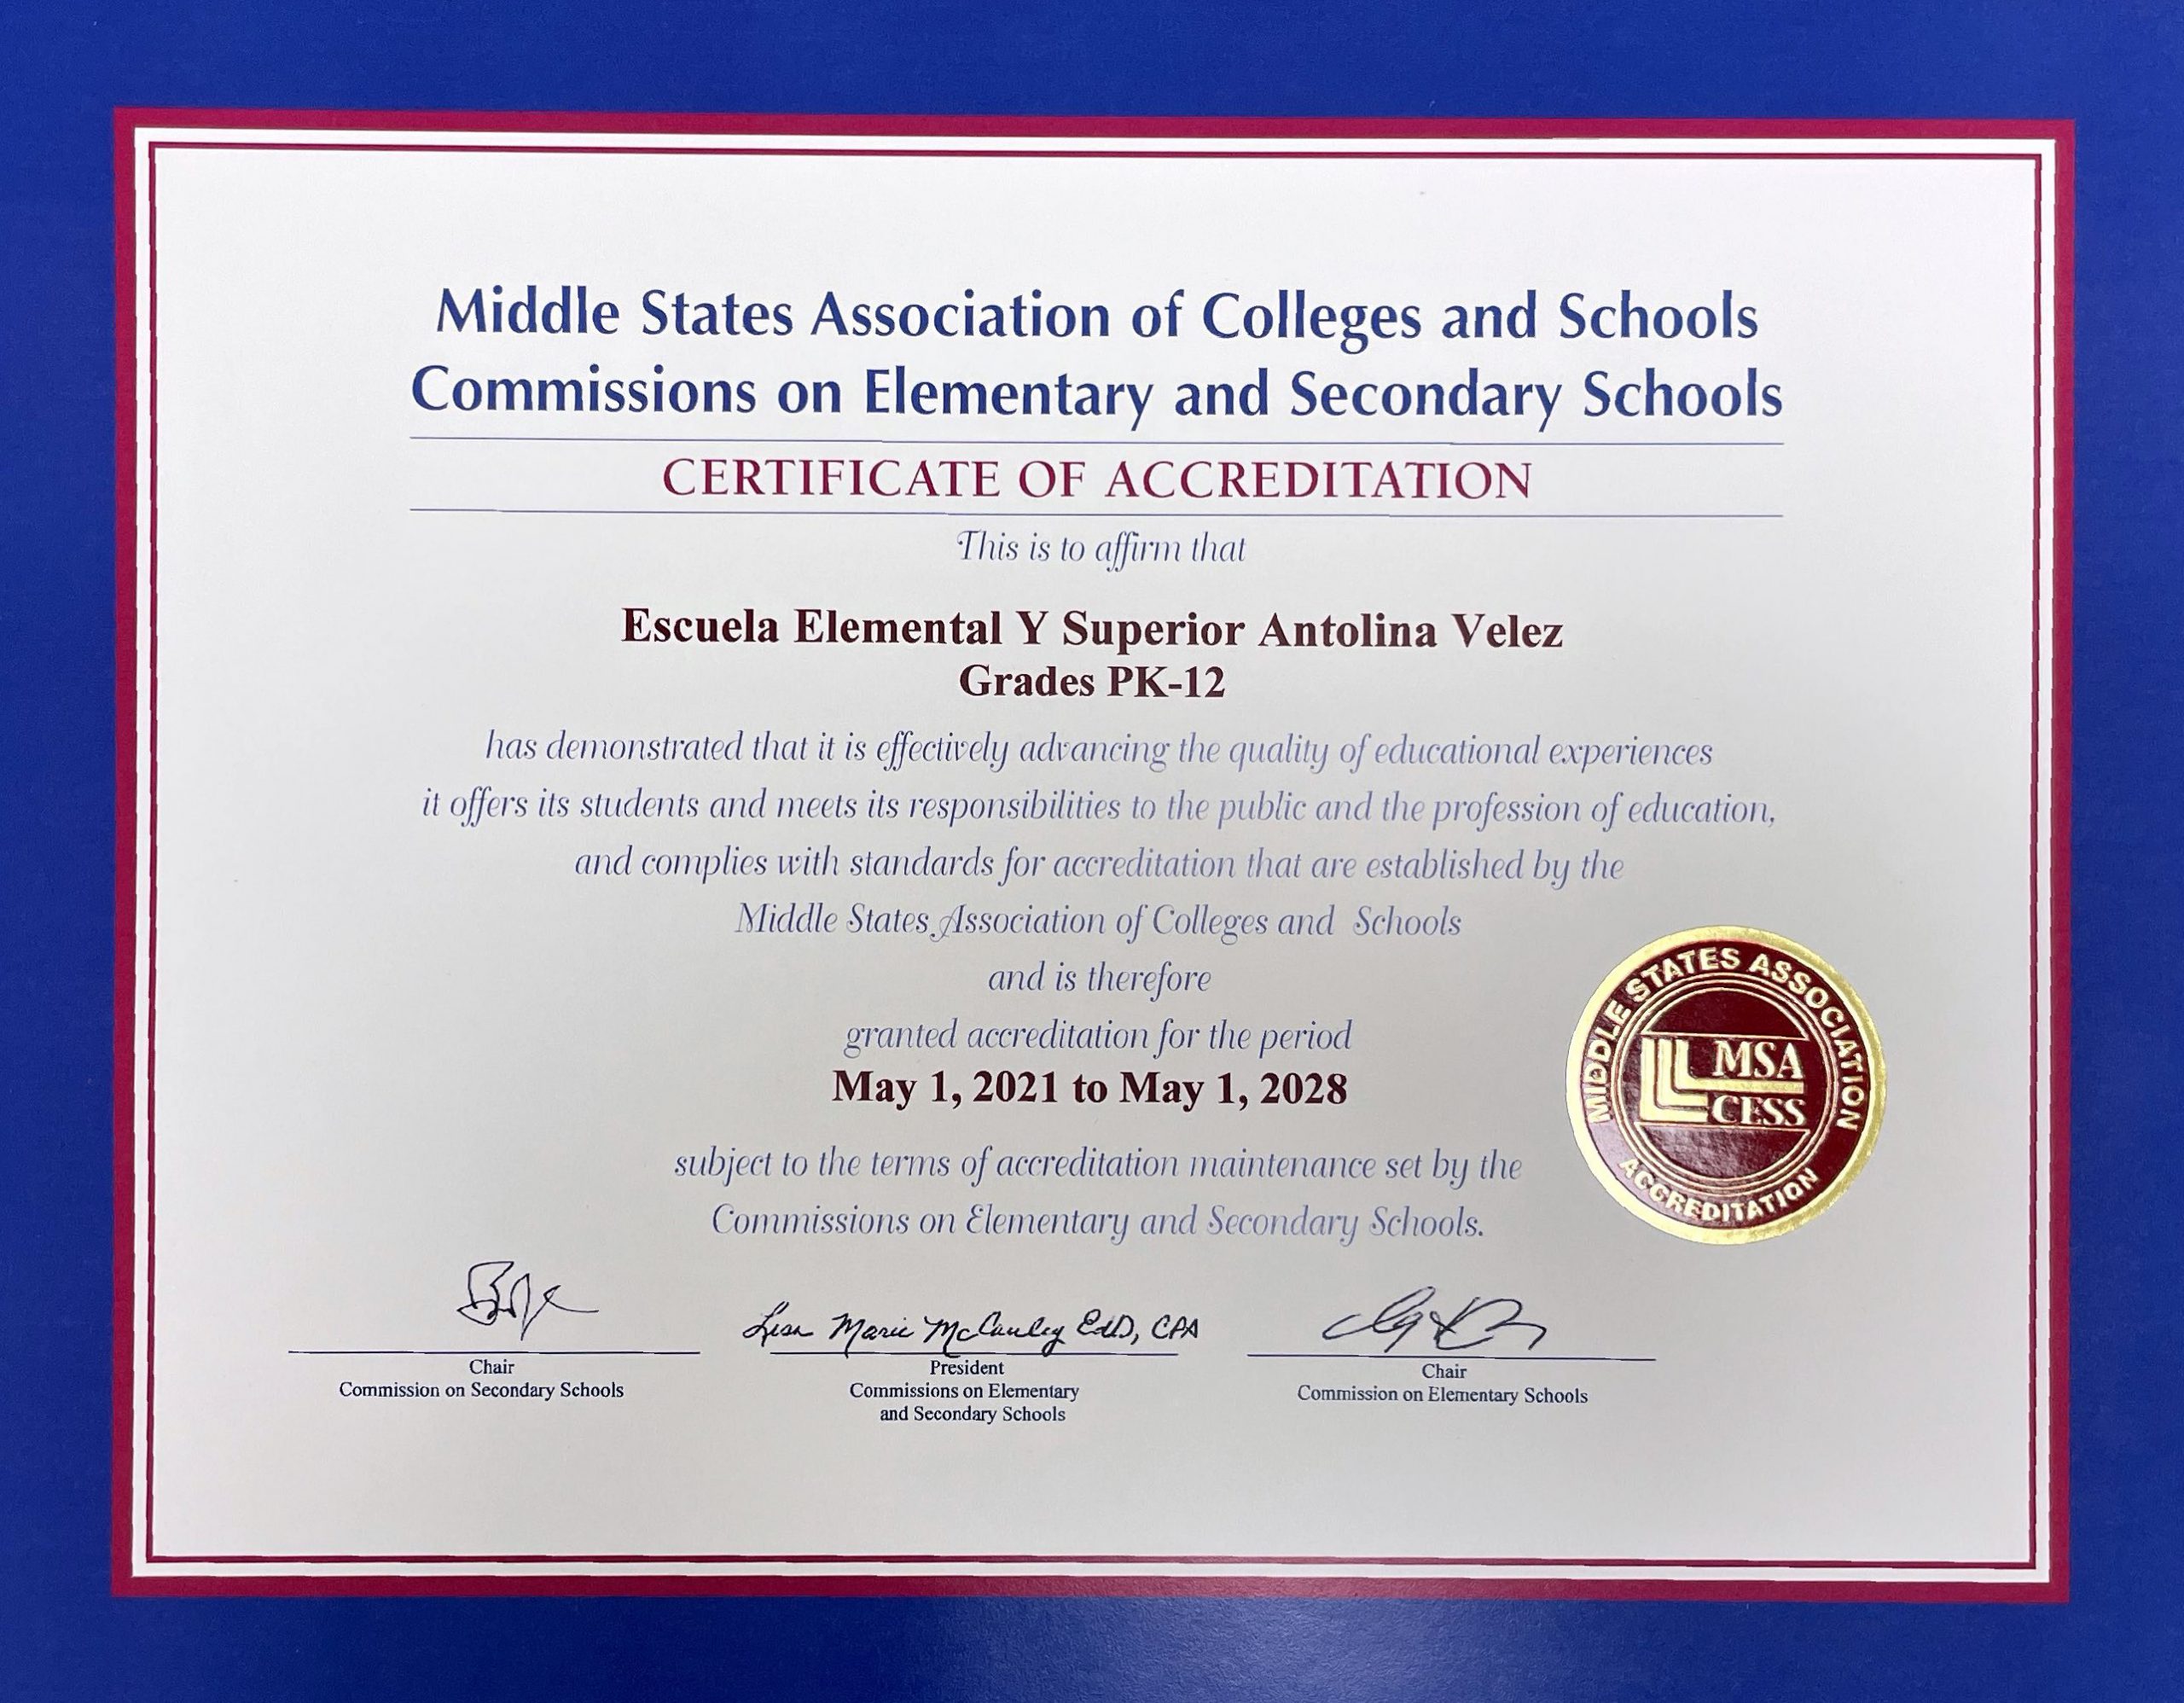 Middle States Association of Colleges and Schools
Commissions on Elementary and Secondary Schools
CERTIFICATE OF ACCREDITATION
This is to affirm that
Escuela Elemental Y Superior Antolina Velez
Grades PK-12
has demonstrated that it is effectively advancing the quality of educational experiences
it offers its students and meets its responsibilities to the public and the profession of education,
and complies with standards for accreditation that are established by the
Middle States Association of Colleges and Schools
and is therefore
granted accreditation for the period
May 1, 2021 to May 1, 2028
subject to the terms of accreditation maintenance set by the
Commissions on Elementary and Secondary Schools.
MIDDLE STATES ASSOCIATION
MSA
CESS
ACCREDITATION
Lisa Marie McCauley EdD, CPA
Chair
Commission on Secondary Schools
President
Commissions on Elementary
and Secondary Schools
Chair
Commission on Elementary Schools